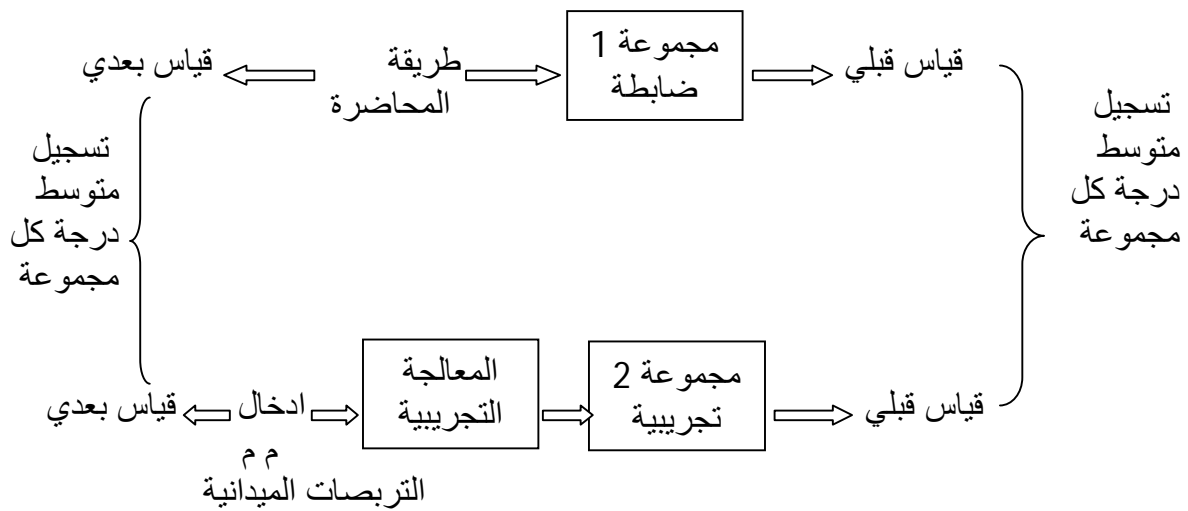 مجموعة 1
ضابطة
قياس قبلي
طريقة
المحاضرة
قياس بعدي
تسجيل
متوسط
درجة كل
مجموعة
تسجيل
متوسط
درجة كل
مجموعة
قياس قبلي
مجموعة 2
تجريبية
المعالجة
التجريبية
ادخال
م م
التربصات الميدانية
قياس بعدي